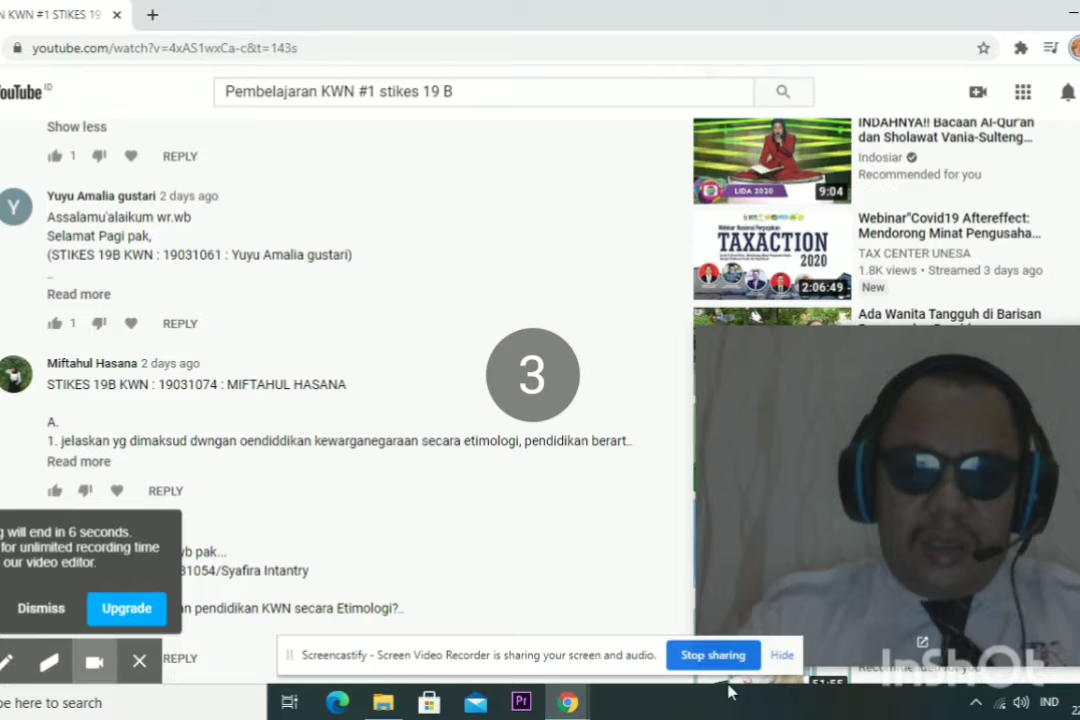 N KWN #1 STIKES 19
youtube.com/watch?v=4xAS1wxCa-c&t=143s
ouTube ID
Pembelajaran KWN #1 stikes 19 B
Show less
1 REPLY
Yuyu Amalia gustari 2 days ago
Assalamu'alaikum wr.wb
Selamat Pagi pak,
(STIKES 19B KWN : 19031061 : Yuyu Amalia gustari)
..
Read more
1 REPLY
Y
Miftahul Hasana 2 days ago
STIKES 19B KWN : 19031074 : MIFTAHUL HASANA
A.
1. jelaskan yg dimaksud dwngan oendiddikan kewarganegaraan secara etimologi, pendidikan berart..
Read more
REPLY
3
g will end in 6 seconds.
for unlimited recording time
our video editor.
Dismiss Upgrade
vb pak...
31054/Syafira Intantry
an pendidikan KWN secara Etimologi?..
REPLY
INDAHNYA!! Bacaan Al-Qur'an
dan Sholawat Vania-Sulteng...
Indosiar
Recommended for you
LIDA 2020
9:04
Webinar"Covid19 Aftereffect:
Mendorong Minat Pengusaha...
TAX CENTER UNESA
1.8K views • Streamed 3 days ago
New
TAXACTION
2020
2:06:49
Ada Wanita Tangguh di Barisan
Screencastify - Screen Video Recorder is sharing your screen and audio.
Stop sharing Hide
InShOt
51:55
pe here to search
Pr
IND